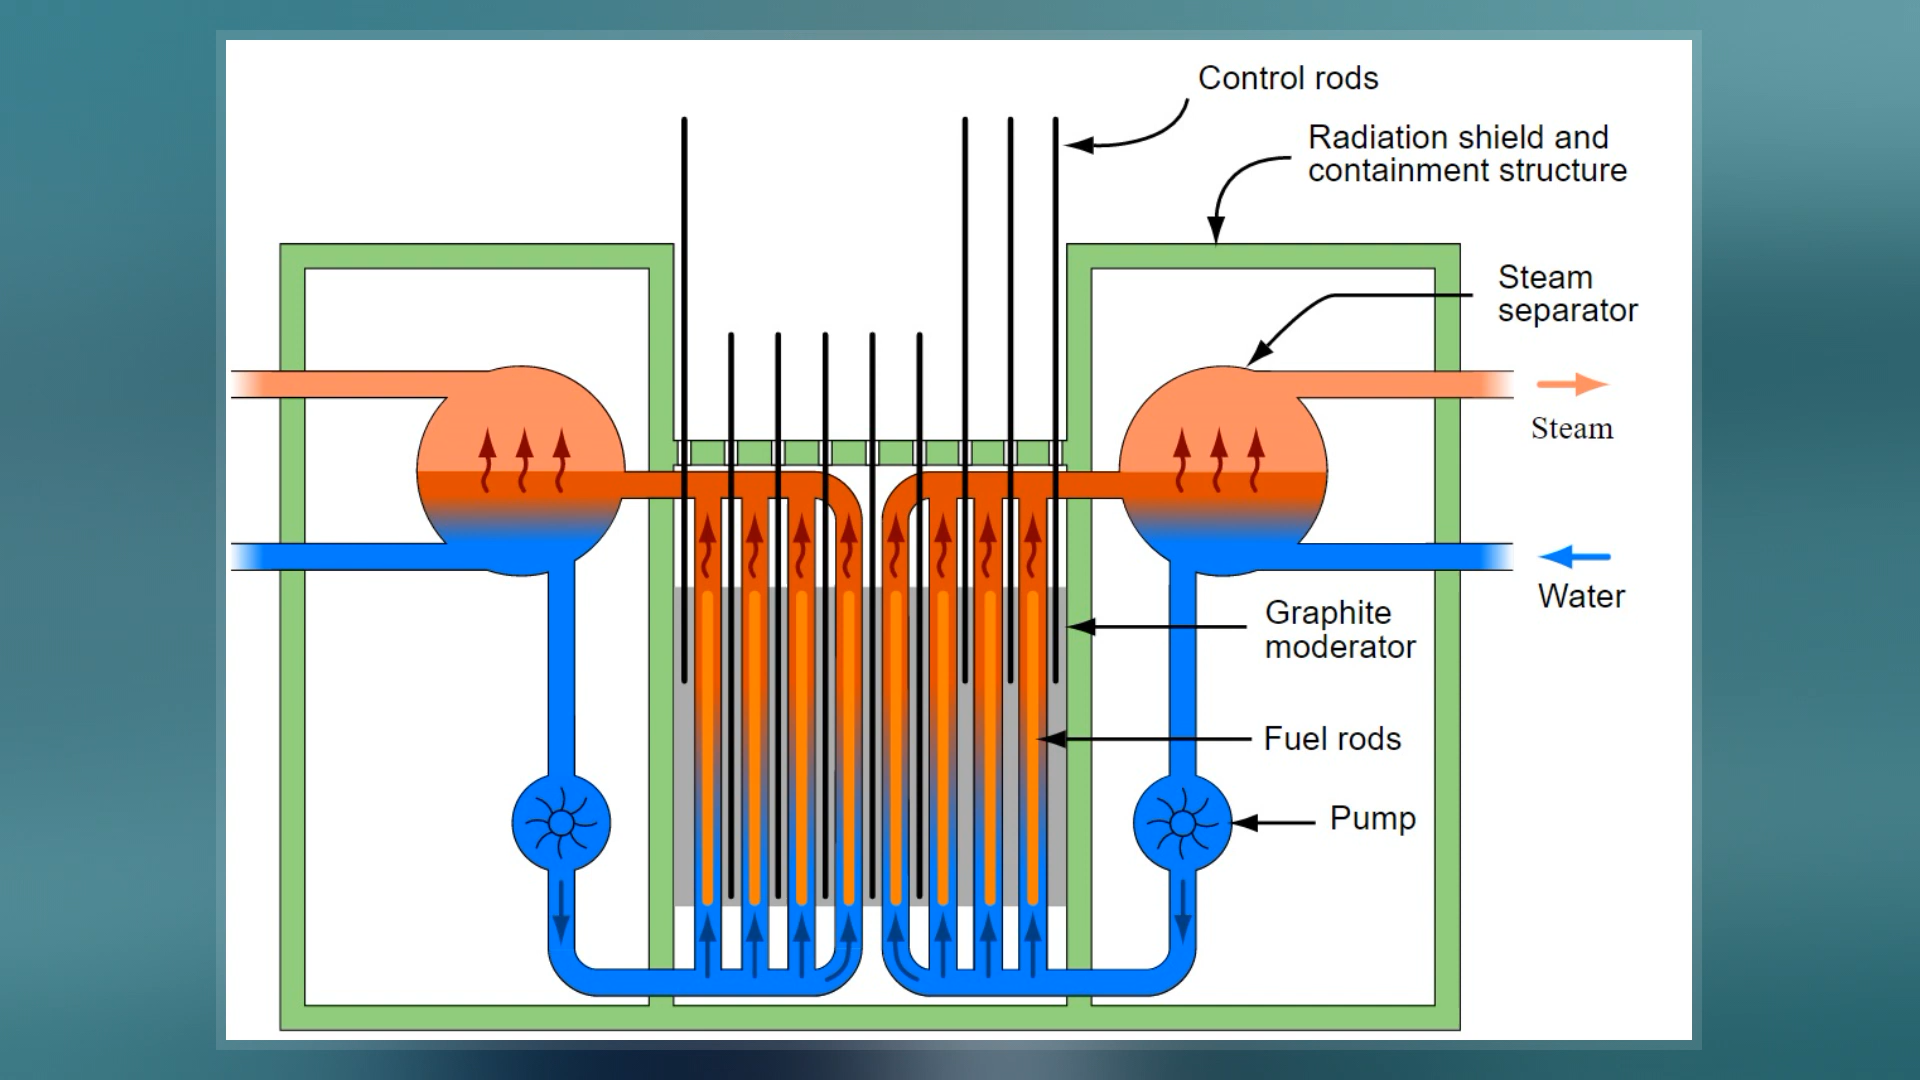 Control rods
Radiation shield and
containment structure
Steam
separator
Steam
Water
Graphite
moderator
Fuel rods
Pump